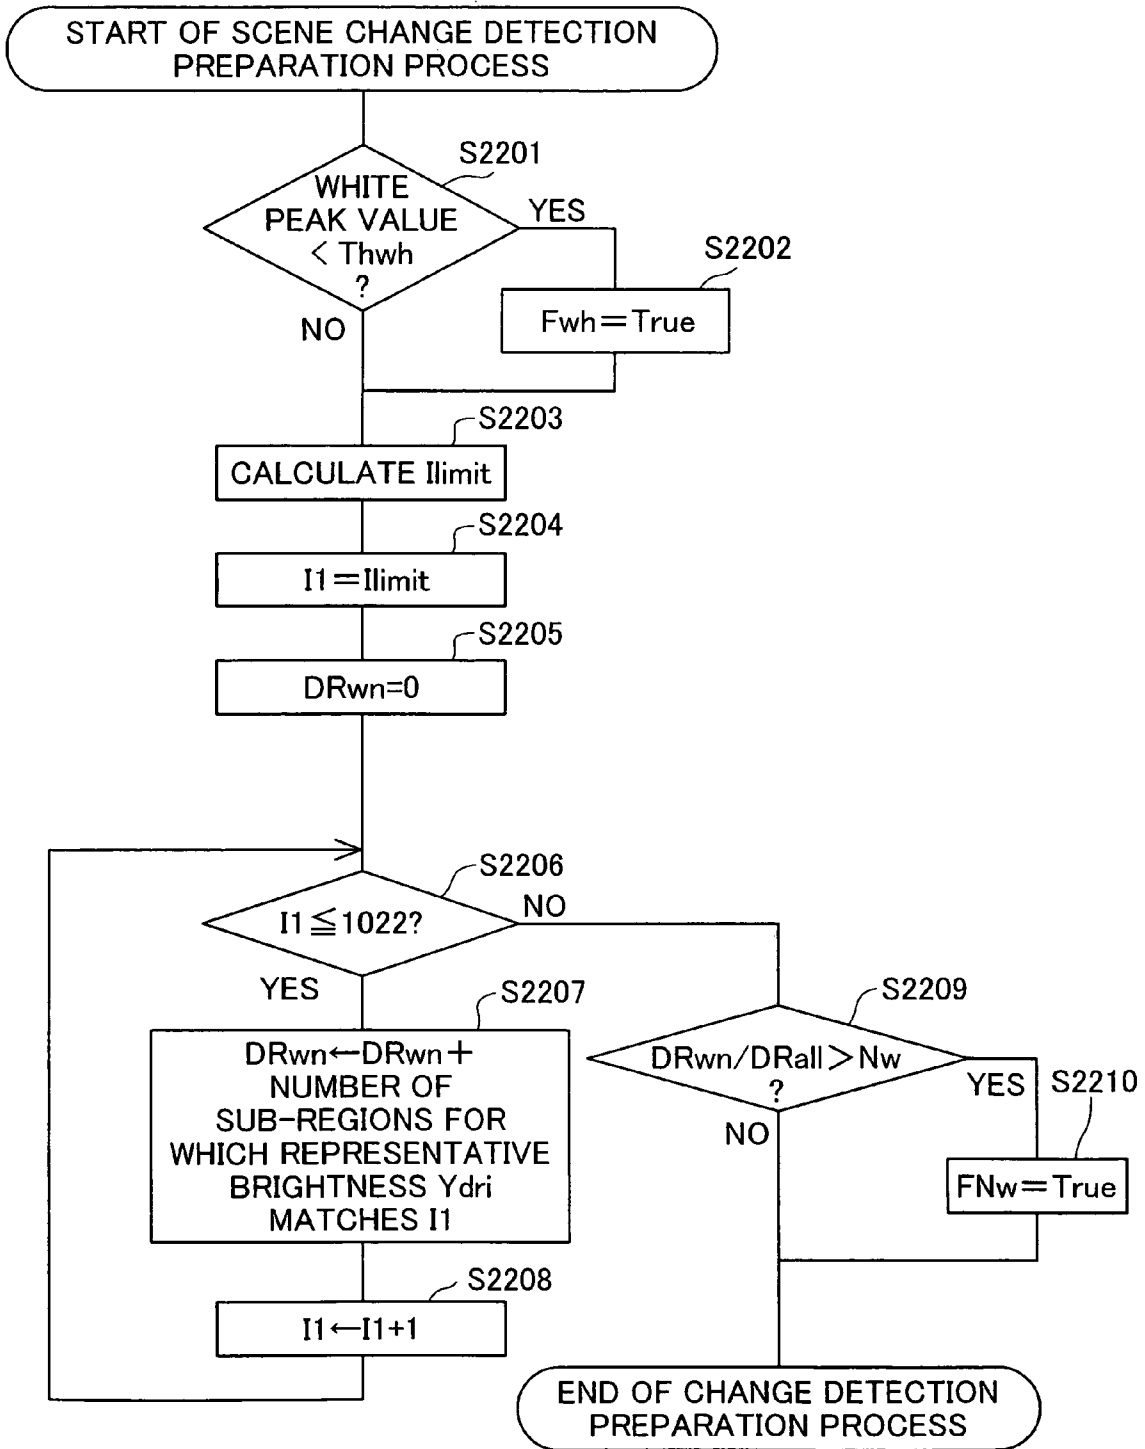 START OF SCENE CHANGE DETECTION
PREPARATION PROCESS
S2201
WHITE
PEAK VALUE
< Thwh
?
YES
S2202
Fwh=True
NO
S2203
CALCULATE Ilimit
S2204
I1=Ilimit
S2205
DRwn=0
S2206
I1≦1022?
NO
YES
S2207
DRwn←DRwn+
NUMBER OF
SUB-REGIONS FOR
WHICH REPRESENTATIVE
BRIGHTNESS Ydri
MATCHES I1
S2208
I1←I1+1
S2209
DRwn/DRall>Nw
?
YES
S2210
NO
FNw=True
END OF CHANGE DETECTION
PREPARATION PROCESS